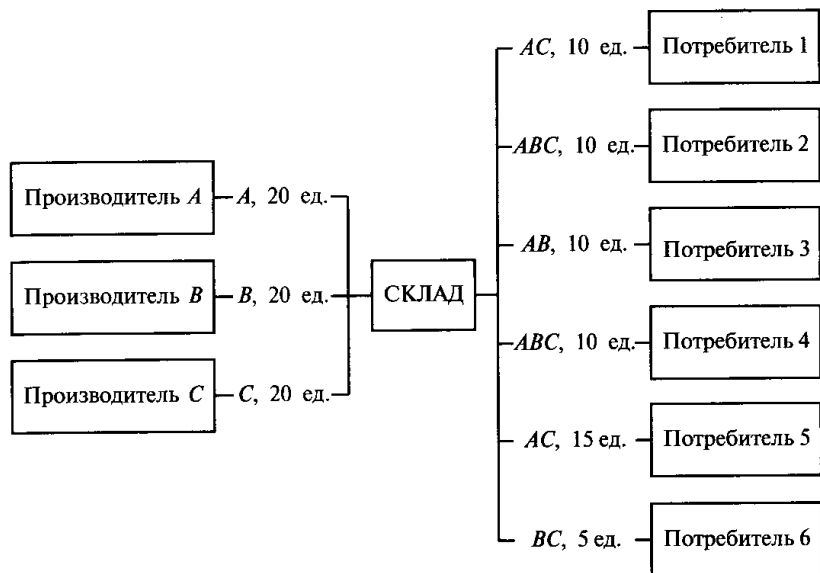 Производитель A
A, 20 ед.
Производитель B
B, 20 ед.
Производитель C
C, 20 ед.
СКЛАД
AC, 10 ед.
Потребитель 1
ABC, 10 ед.
Потребитель 2
AB, 10 ед.
Потребитель 3
ABC, 10 ед.
Потребитель 4
AC, 15 ед.
Потребитель 5
BC, 5 ед.
Потребитель 6